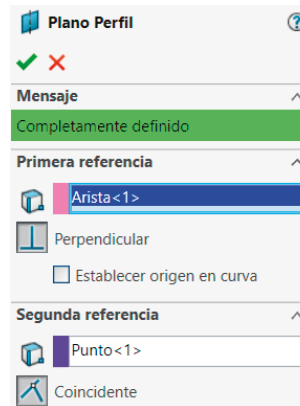 Plano Perfil
Mensaje
Completamente definido
Primera referencia
Arista<1>
Perpendicular
Establecer origen en curva
Segunda referencia
Punto<1>
Coincidente